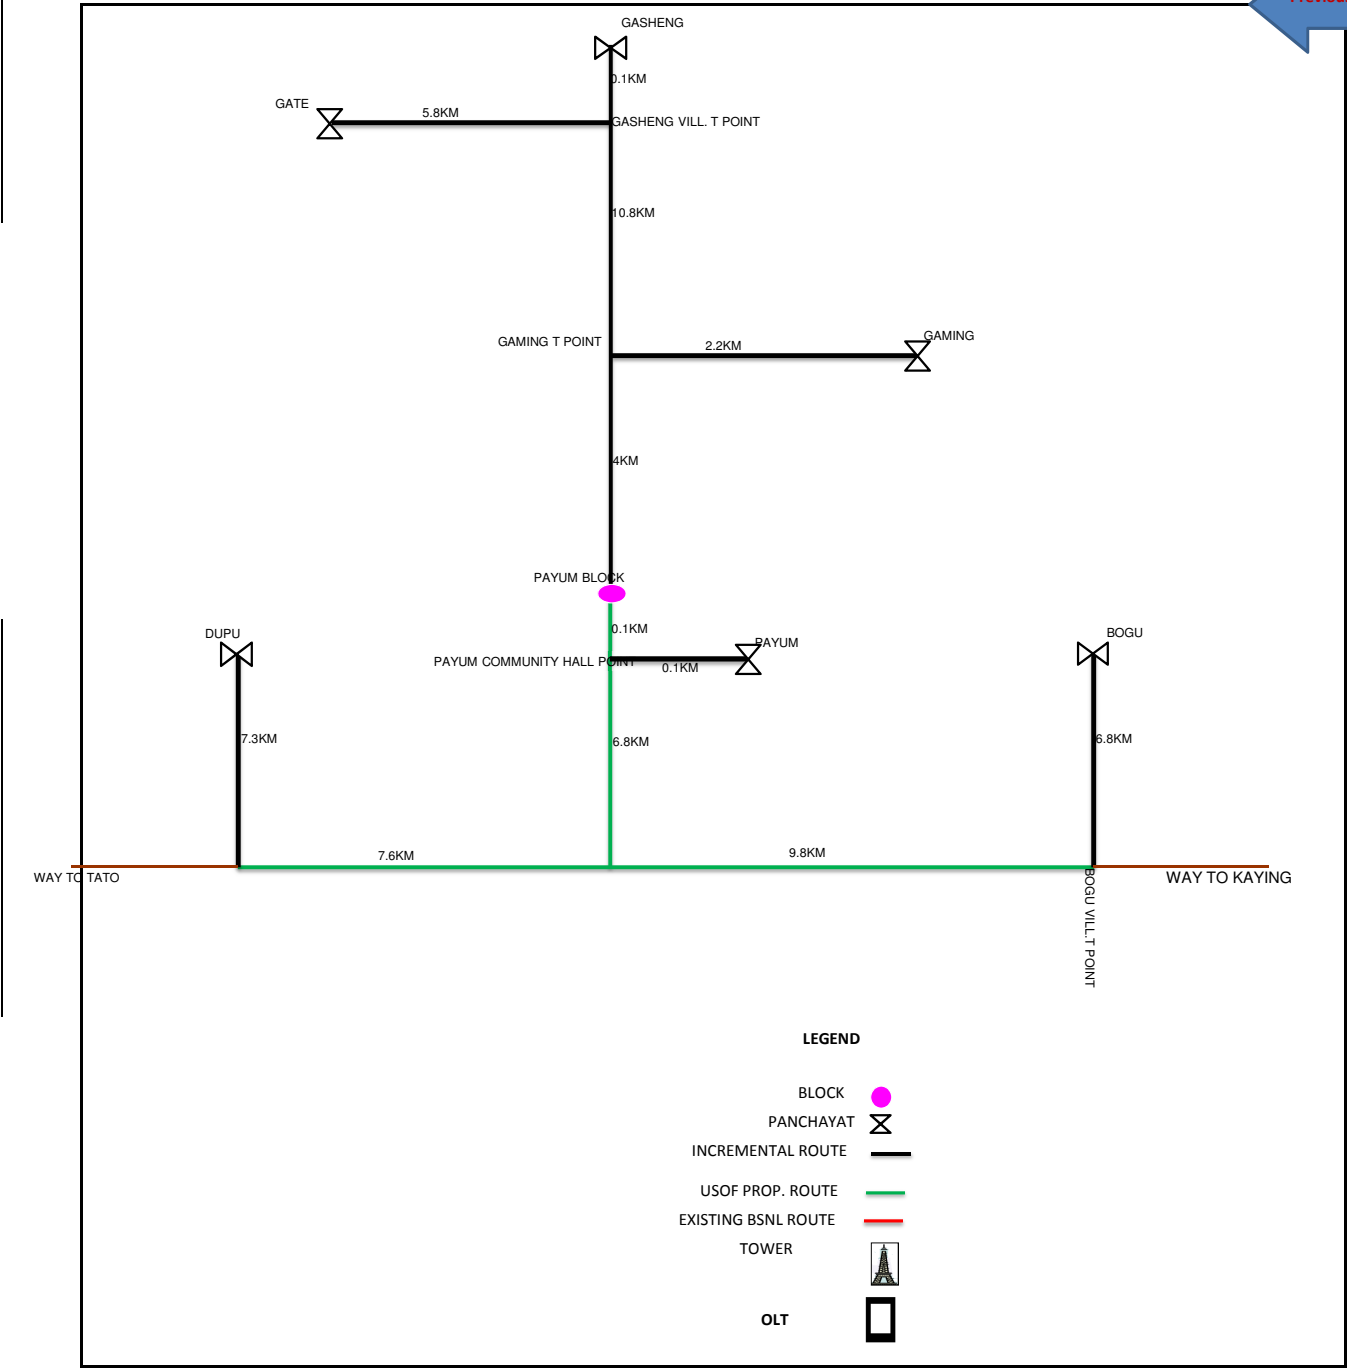 GASHENG
0.1KM
GATE
5.8KM
GASHENG VILL. T POINT
10.8KM
GAMING T POINT
2.2KM
GAMING
4KM
PAYUM BLOCK
0.1KM
DUPU
PAYUM
BOGU
PAYUM COMMUNITY HALL POINT
0.1KM
7.3KM
6.8KM
6.8KM
7.6KM
9.8KM
WAY TO TATO
WAY TO KAYING
BOGU VILL.T POINT
LEGEND
BLOCK
PANCHAYAT
INCREMENTAL ROUTE
USOF PROP. ROUTE
EXISTING BSNL ROUTE
TOWER
OLT